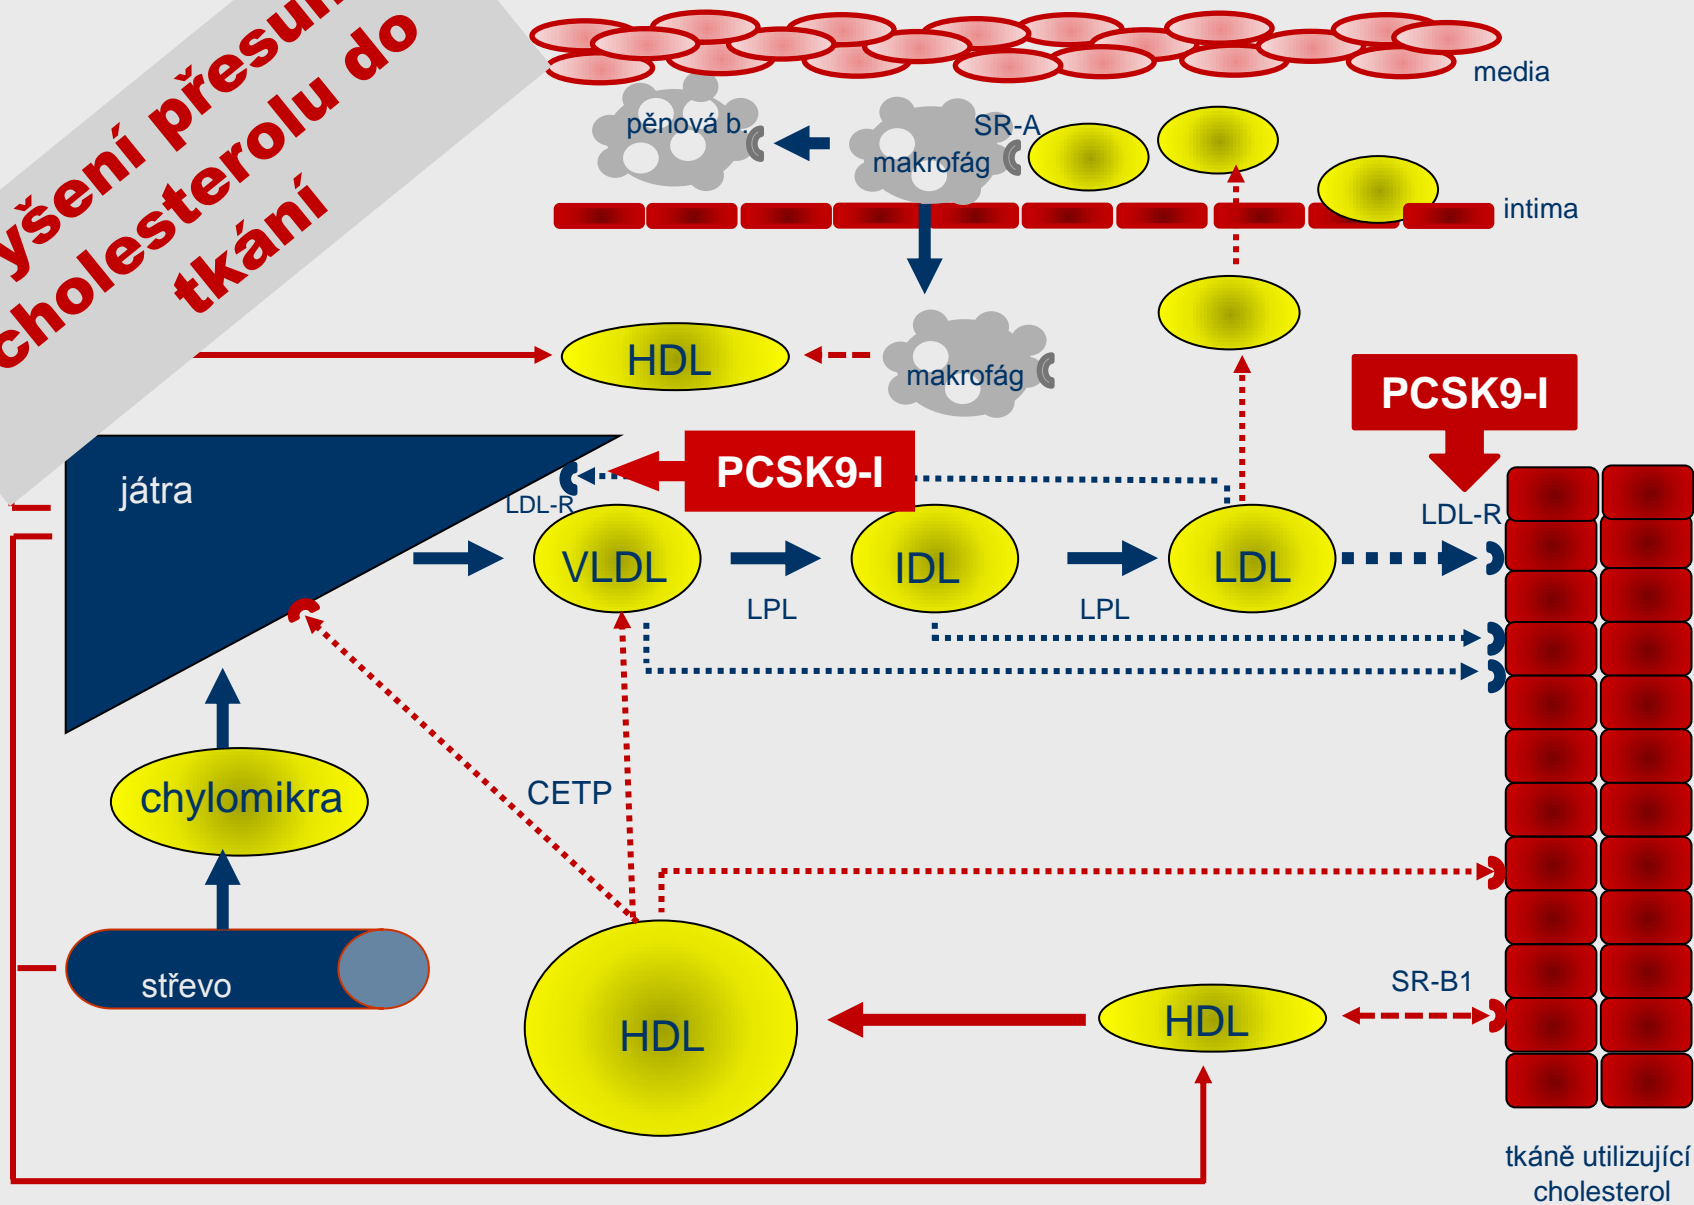 yšení přesun
cholesterolu do
tkání
media
pěnová b.
SR-A
makrofág
intima
HDL
makrofág
PCSK9-I
PCSK9-I
játra
LDL-R
LDL-R
VLDL
IDL
LDL
LPL
LPL
chylomikra
CETP
střevo
SR-B1
HDL
HDL
tkáně utilizující
cholesterol